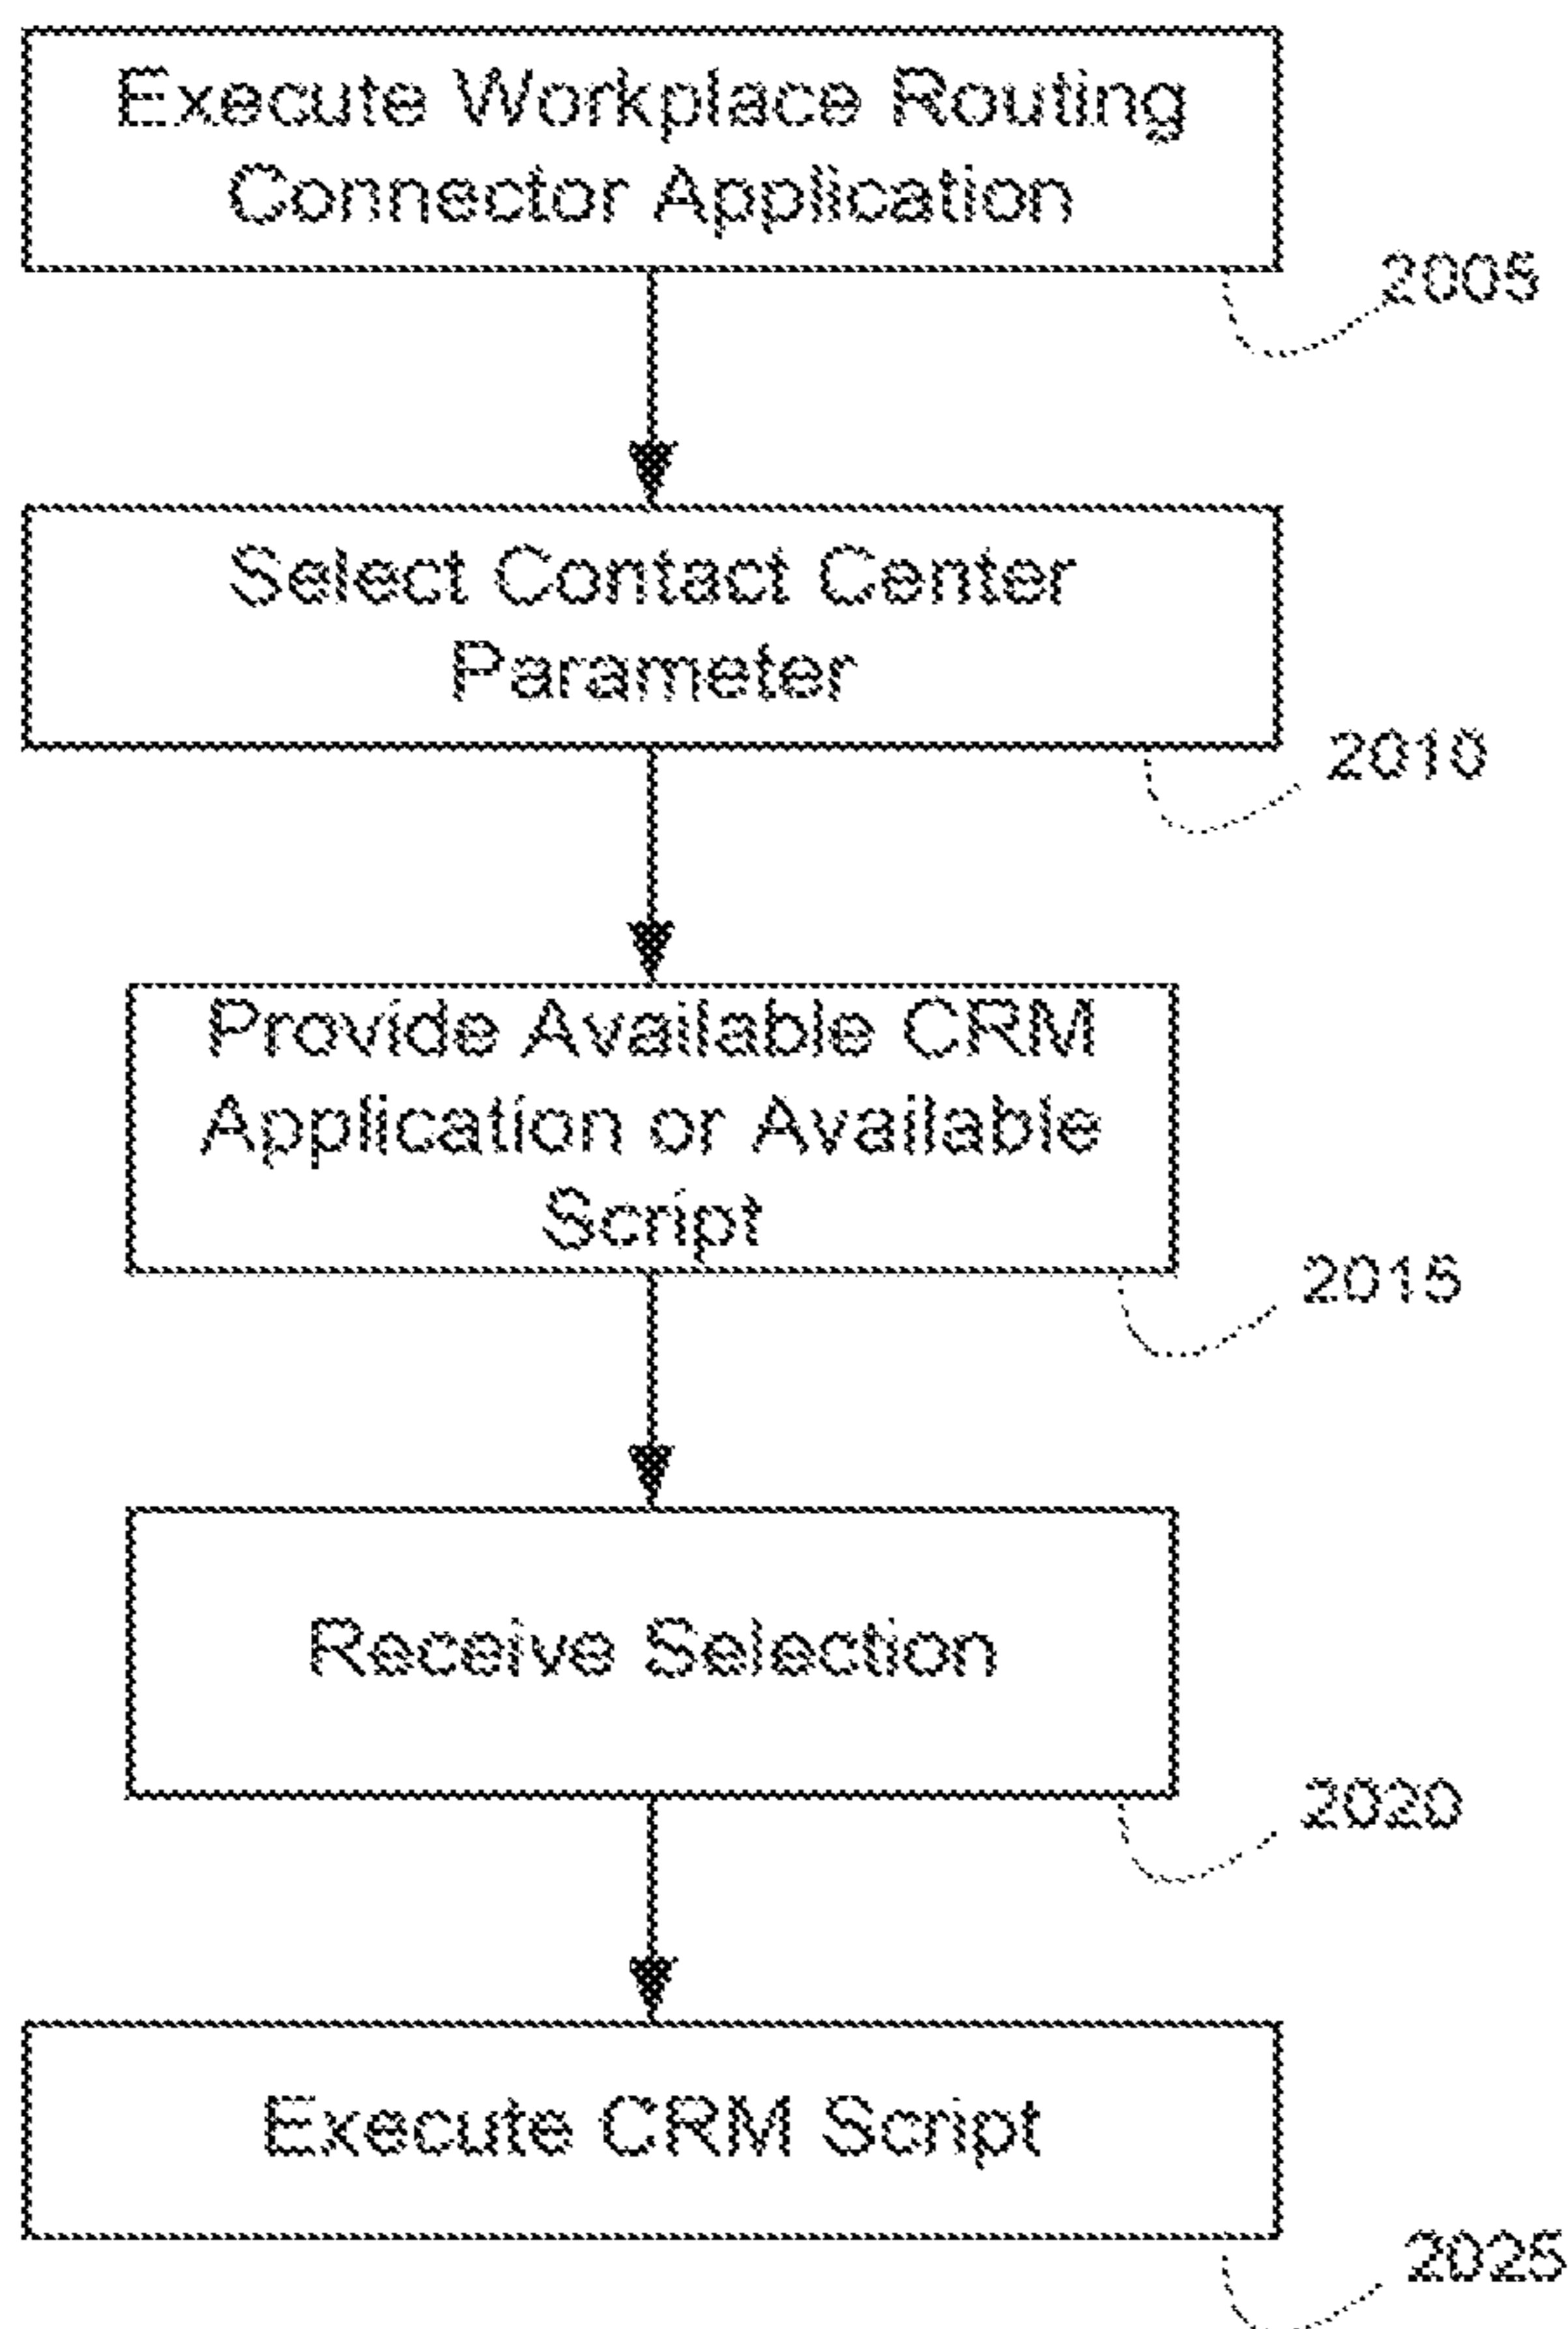 Execute Workplace Routing
Connector Application
2005
Select Contact Center
Parameter
2010
Provide Available CRM
Application or Available
Script
2015
Receive Selection
2020
Execute CRM Script
2025